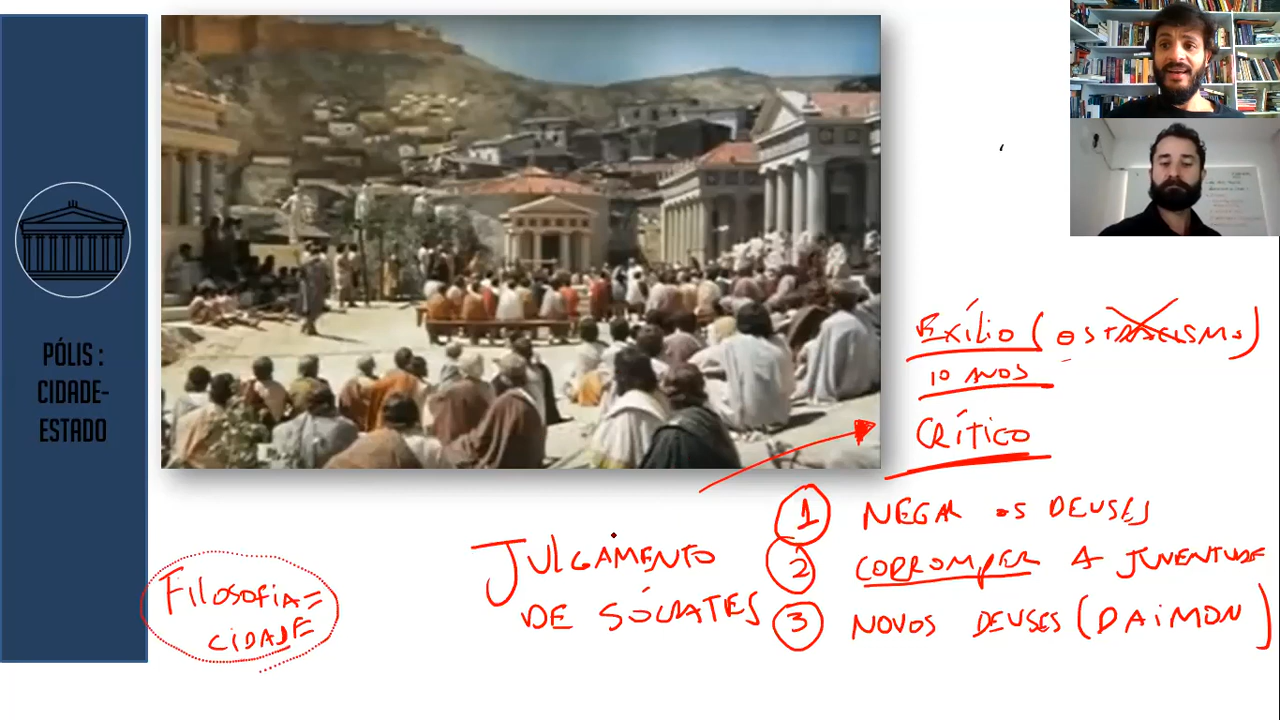 PÓLIS :
CIDADE-
ESTADO
EXÍLIO (OSTRACISMO)
10 ANOS
CRÍTICO
JULGAMENTO
DE SÓCRATES
1 NEGAR OS DEUSES
2 CORROMPER A JUVENTUDE
3 NOVOS DEUSES (DAIMON)
FILOSOFIA =
CIDADE